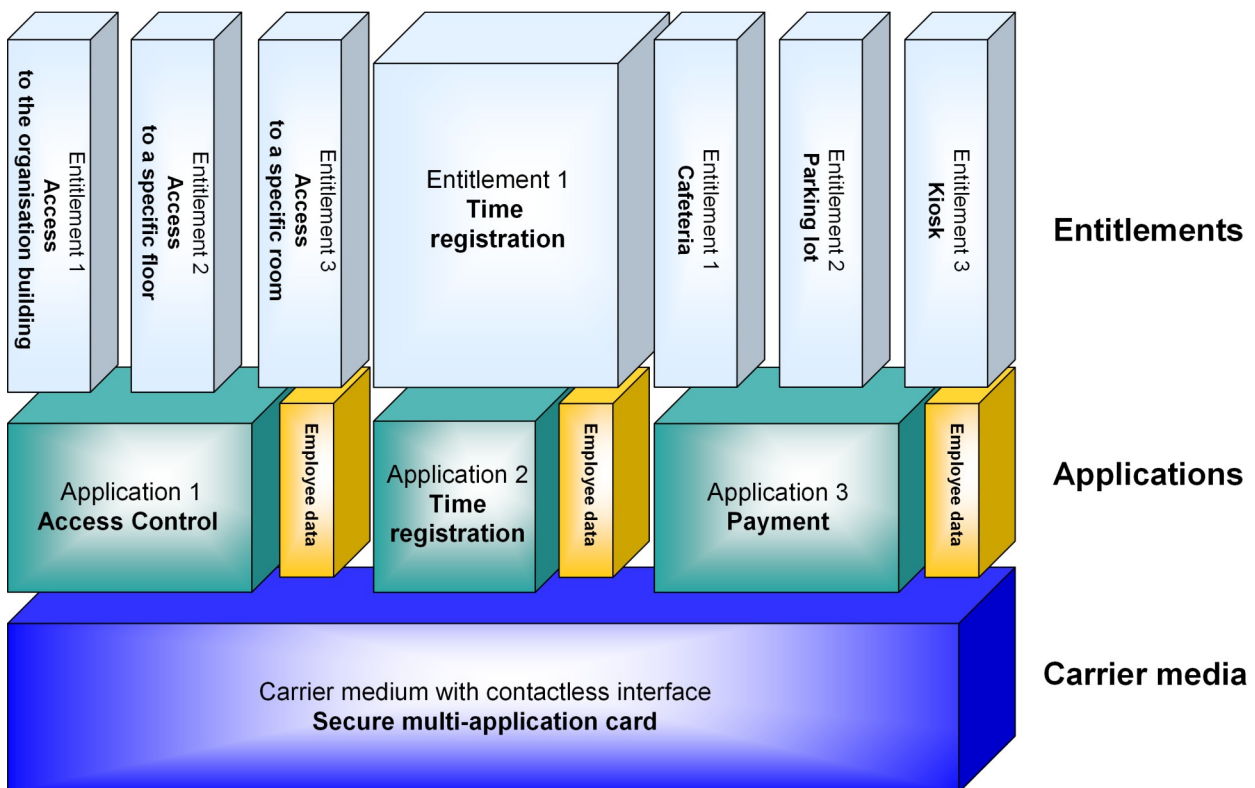 Entitlement 1
Access
to the organisation building
Entitlement 2
Access
to a specific floor
Entitlement 3
Access
to a specific room
Entitlement 1
Time
registration
Entitlement 1
Cafeteria
Entitlement 2
Parking lot
Entitlement 3
Kiosk
Entitlements
Application 1
Access Control
Employee data
Application 2
Time
registration
Employee data
Application 3
Payment
Employee data
Applications
Carrier medium with contactless interface
Secure multi-application card
Carrier media